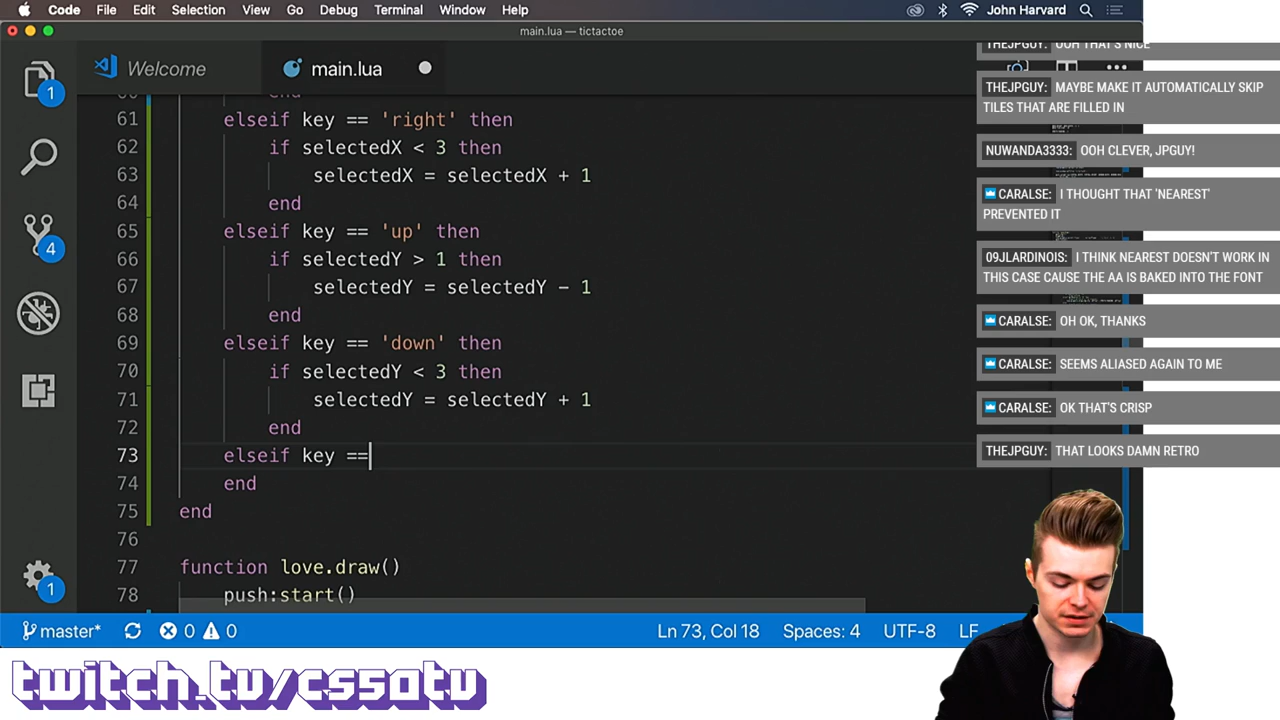 Code File Edit Selection View Go Debug Terminal Window Help John Harvard
main.lua — tictactoe
Welcome main.lua
61 elseif key == 'right' then
62 if selectedX < 3 then
63 selectedX = selectedX + 1
64 end
65 elseif key == 'up' then
66 if selectedY > 1 then
67 selectedY = selectedY - 1
68 end
69 elseif key == 'down' then
70 if selectedY < 3 then
71 selectedY = selectedY + 1
72 end
73 elseif key ==
74 end
75 end
76
77 function love.draw()
78 push:start()
1
4
1
master* 0 0 Ln 73, Col 18 Spaces: 4 UTF-8 LF
THEJPGUY: OOH THAT'S NICE
THEJPGUY: MAYBE MAKE IT AUTOMATICALLY SKIP
TILES THAT ARE FILLED IN
NUWANDA3333: OOH CLEVER, JPGUY!
CARALSE: I THOUGHT THAT 'NEAREST'
PREVENTED IT
09JLARDINOIS: I THINK NEAREST DOESN'T WORK IN
THIS CASE CAUSE THE AA IS BAKED INTO THE FONT
CARALSE: OH OK, THANKS
CARALSE: SEEMS ALIASED AGAIN TO ME
CARALSE: OK THAT'S CRISP
THEJPGUY: THAT LOOKS DAMN RETRO
twitch.tv/cs50tv